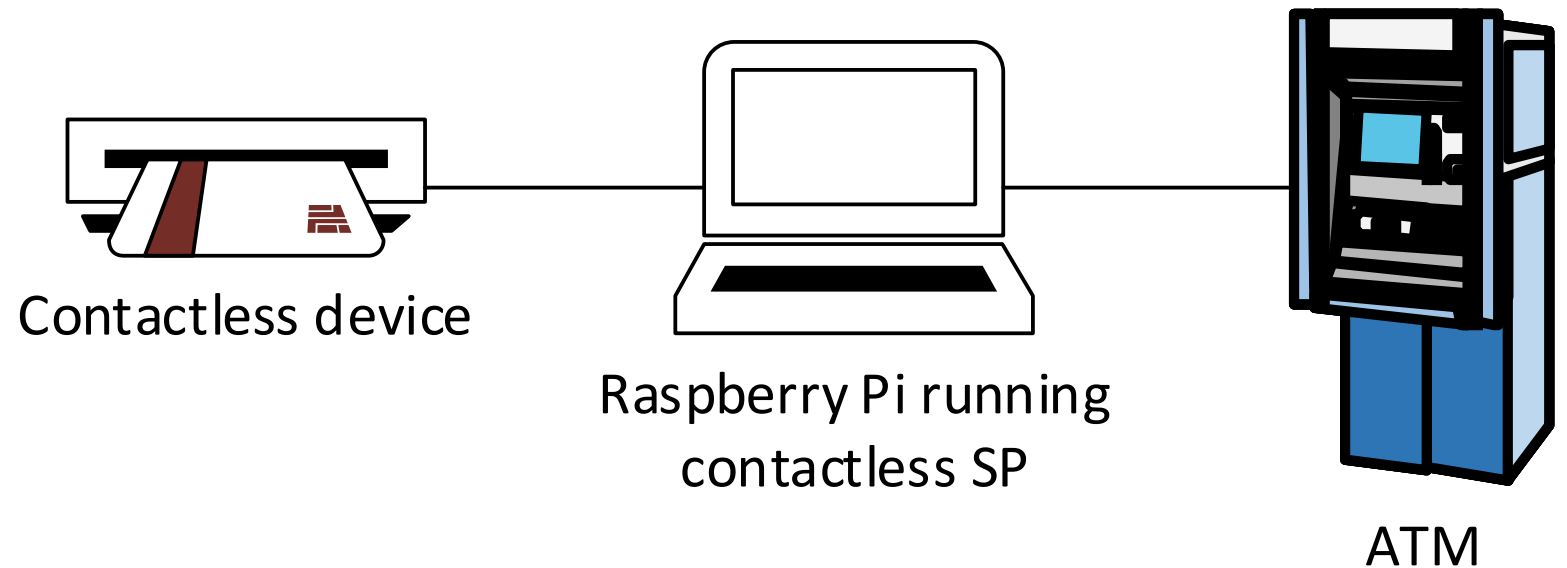 Contactless device
Raspberry Pi running
contactless SP
ATM